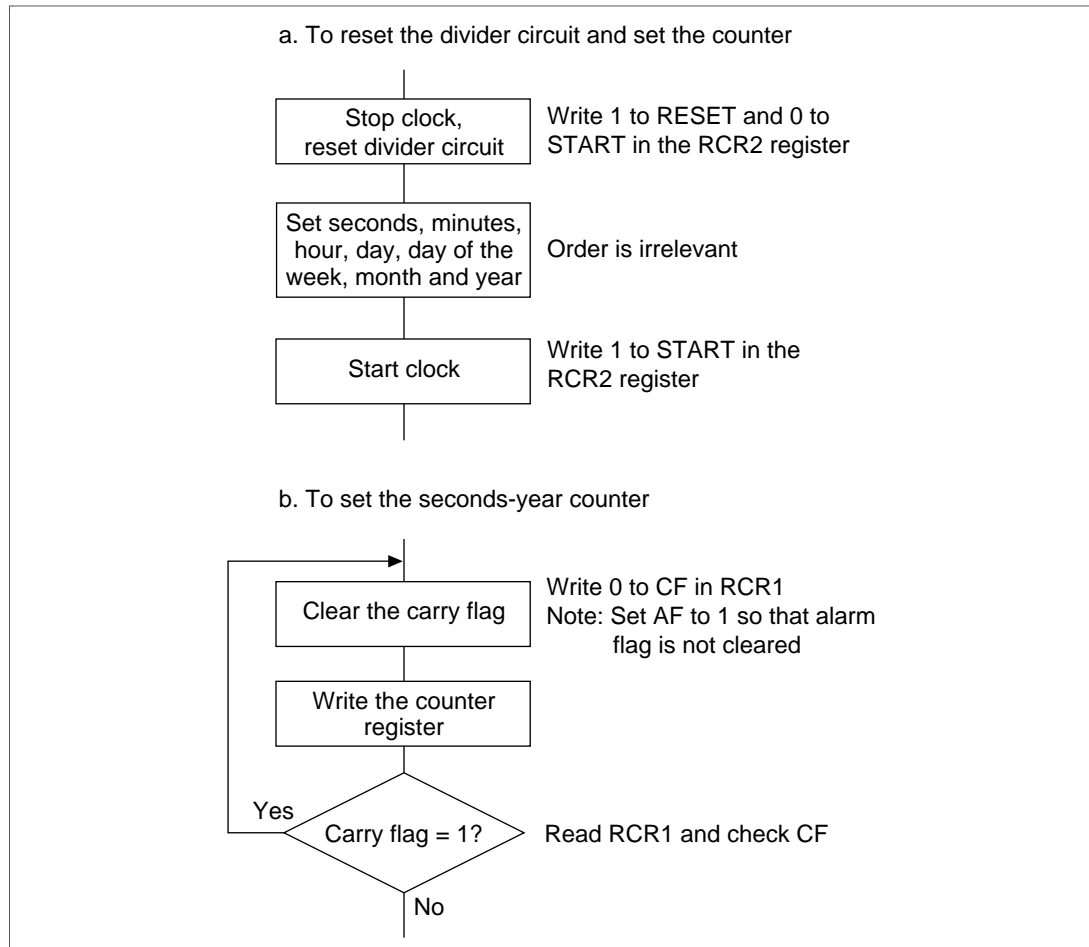 a. To reset the divider circuit and set the counter
Stop clock,
reset divider circuit
Write 1 to RESET and 0 to
START in the RCR2 register
Set seconds, minutes,
hour, day, day of the
week, month and year
Order is irrelevant
Start clock
Write 1 to START in the
RCR2 register
b. To set the seconds-year counter
Clear the carry flag
Write 0 to CF in RCR1
Note: Set AF to 1 so that alarm
flag is not cleared
Write the counter
register
Yes
Carry flag = 1?
Read RCR1 and check CF
No